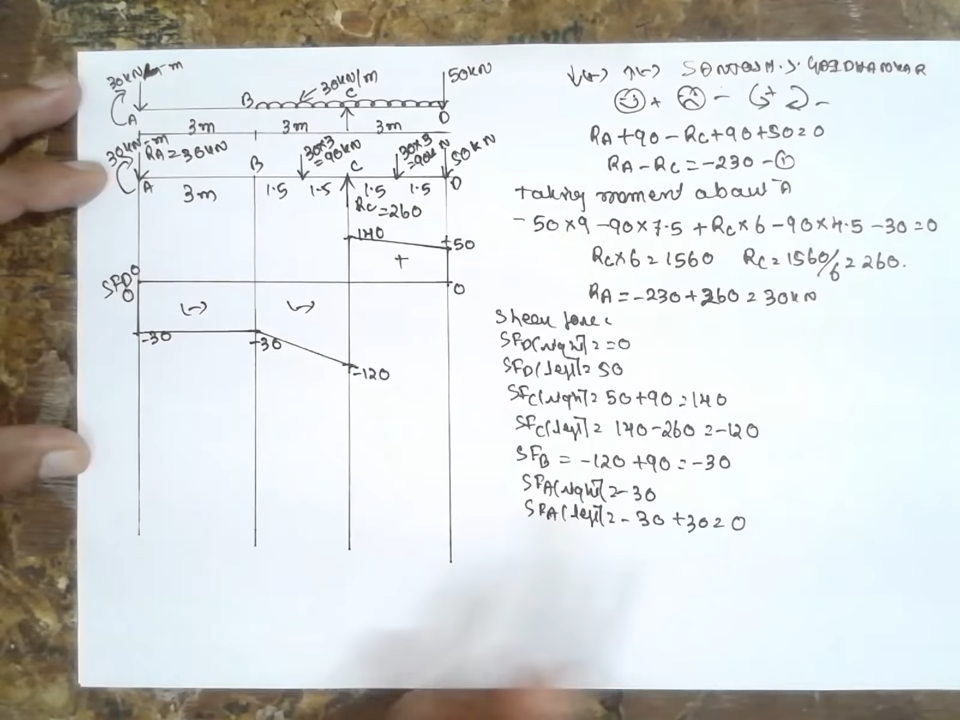 30kN-m
50kN
30kN/m
A
B
C
D
3m 3m 3m
30kN-m
RA=30kN
30×3
=90kN
30×3
=90kN
50kN
A B C D
3m 1.5 1.5 1.5 1.5
RC=260
140
50
+
SFD
0
0
0
(-) (-)
-30
-30
-120
↓(-) ↑(-) SANTOSH.S.
+ - + -
RA+90-RC+90+50=0
RA-RC=-230-①
taking moment about A
-50×9-90×7.5+RC×6-90×4.5-30=0
RC×6=1560 RC=1560/6=260.
RA=-230+260=30kN
Shear force
SFD(right)=0
SFD(left)=50
SFC(right)=50+90=140
SFC(left)=140-260=-120
SFB=-120+90=-30
SFA(right)=-30
SFA(left)=-30+30=0